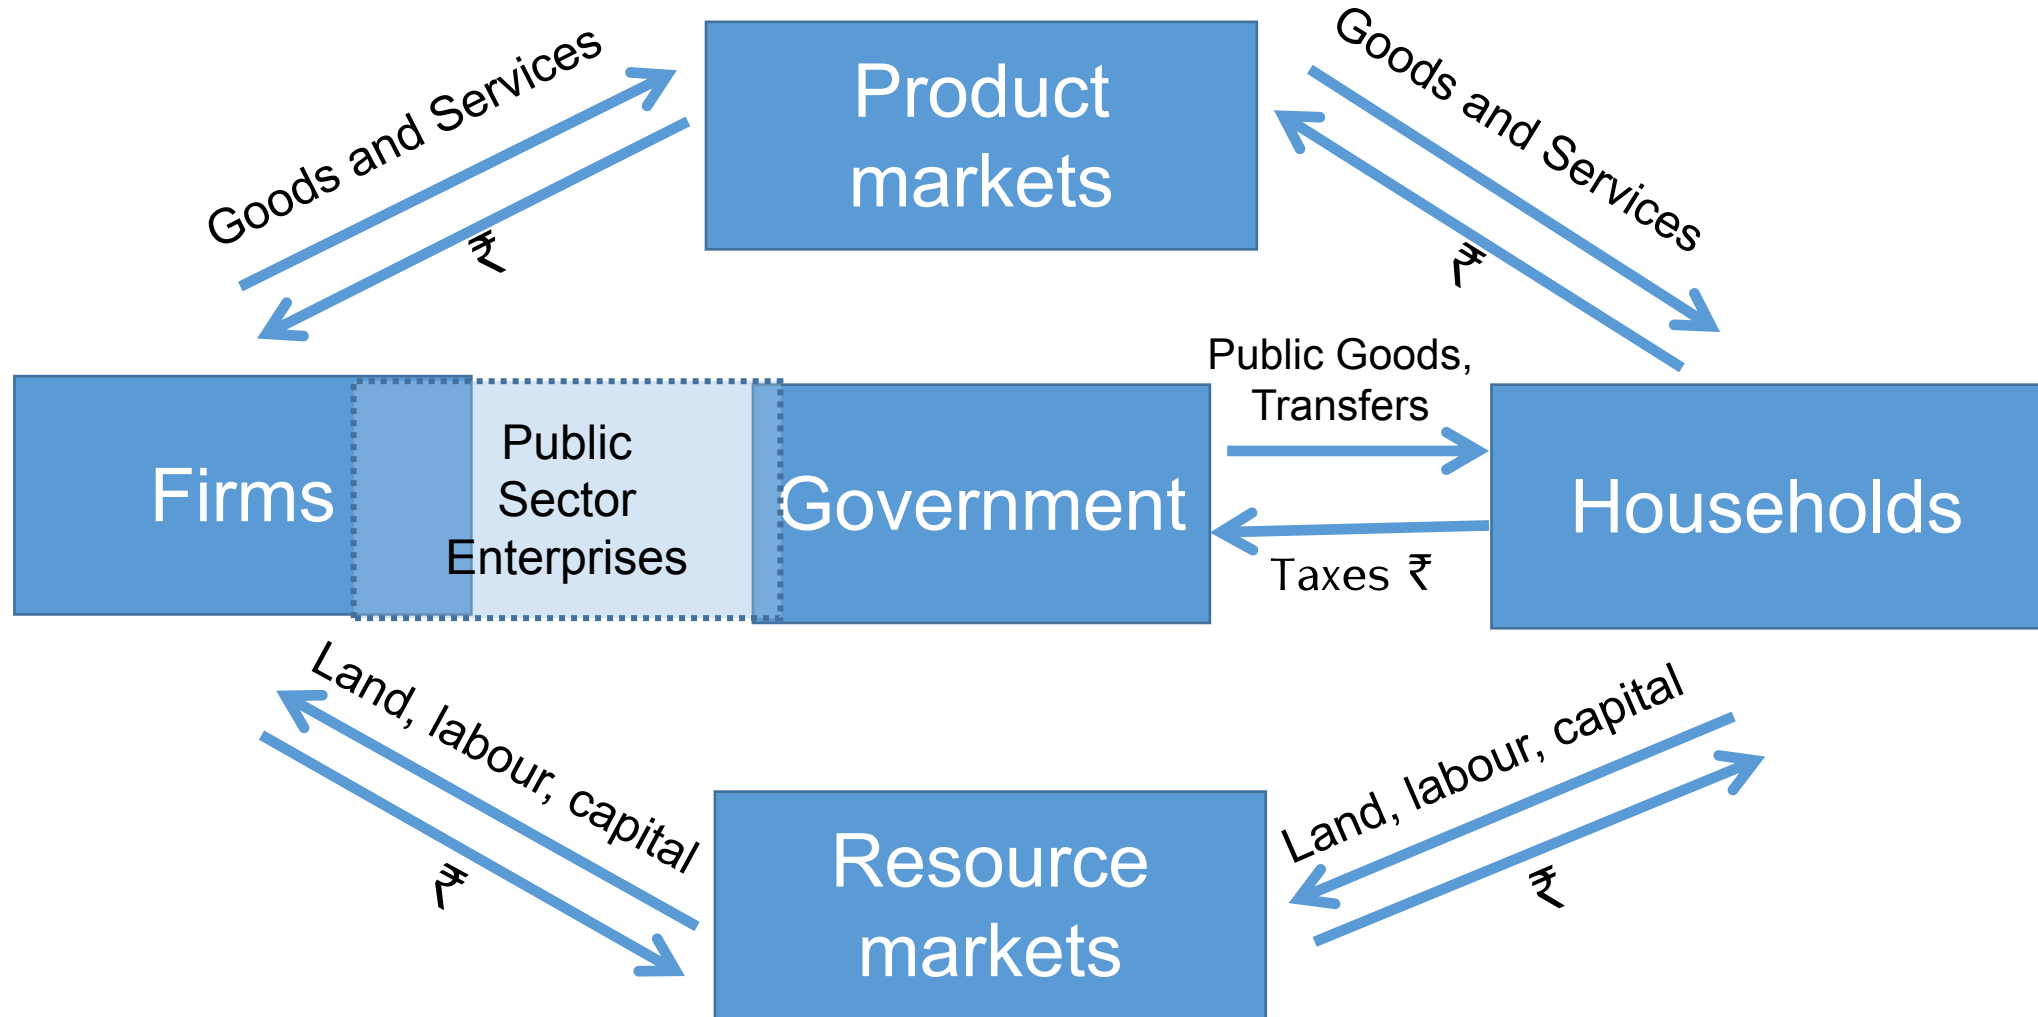 Goods and Services
Product
markets
Goods and Services
₹
₹
Public Goods,
Transfers
Firms
Public
Sector
Enterprises
Government
Households
Taxes ₹
Land, labour, capital
₹
Land, labour, capital
₹
Resource
markets